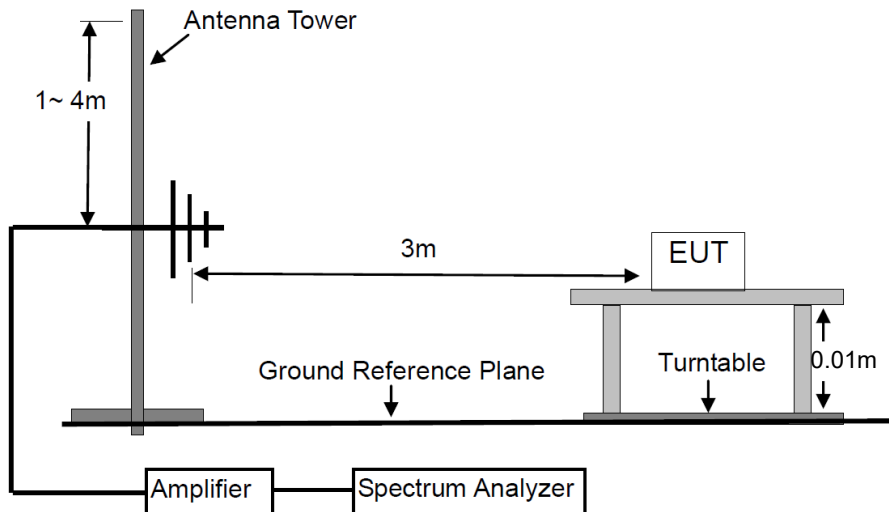 Antenna Tower
1~ 4m
3m
EUT
Ground Reference Plane
Turntable
0.01m
Amplifier
Spectrum Analyzer